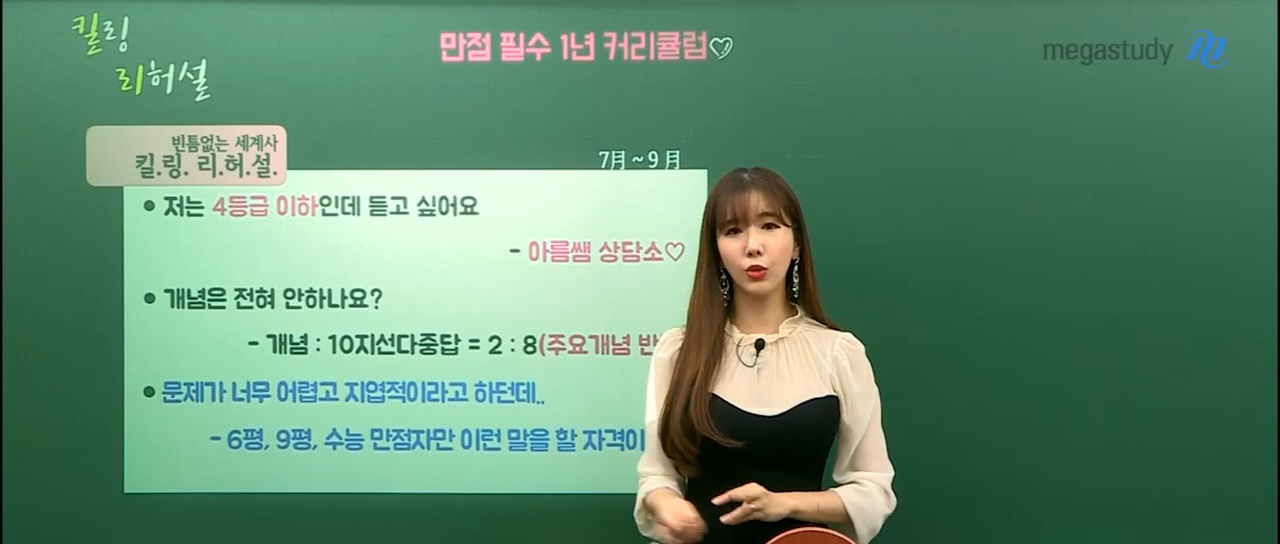 킬링
리허설
만점 필수 1년 커리큘럼♡
megastudy
빈틈없는 세계사
킬.링. 리.허.설.
7月 ~ 9月
● 저는 4등급 이하인데 듣고 싶어요
- 아름쌤 상담소♡
● 개념은 전혀 안하나요?
- 개념 : 10지선다중답 = 2 : 8(주요개념
● 문제가 너무 어렵고 지엽적이라고 하던데..
- 6평, 9평, 수능 만점자만 이런 말을 할 자격이